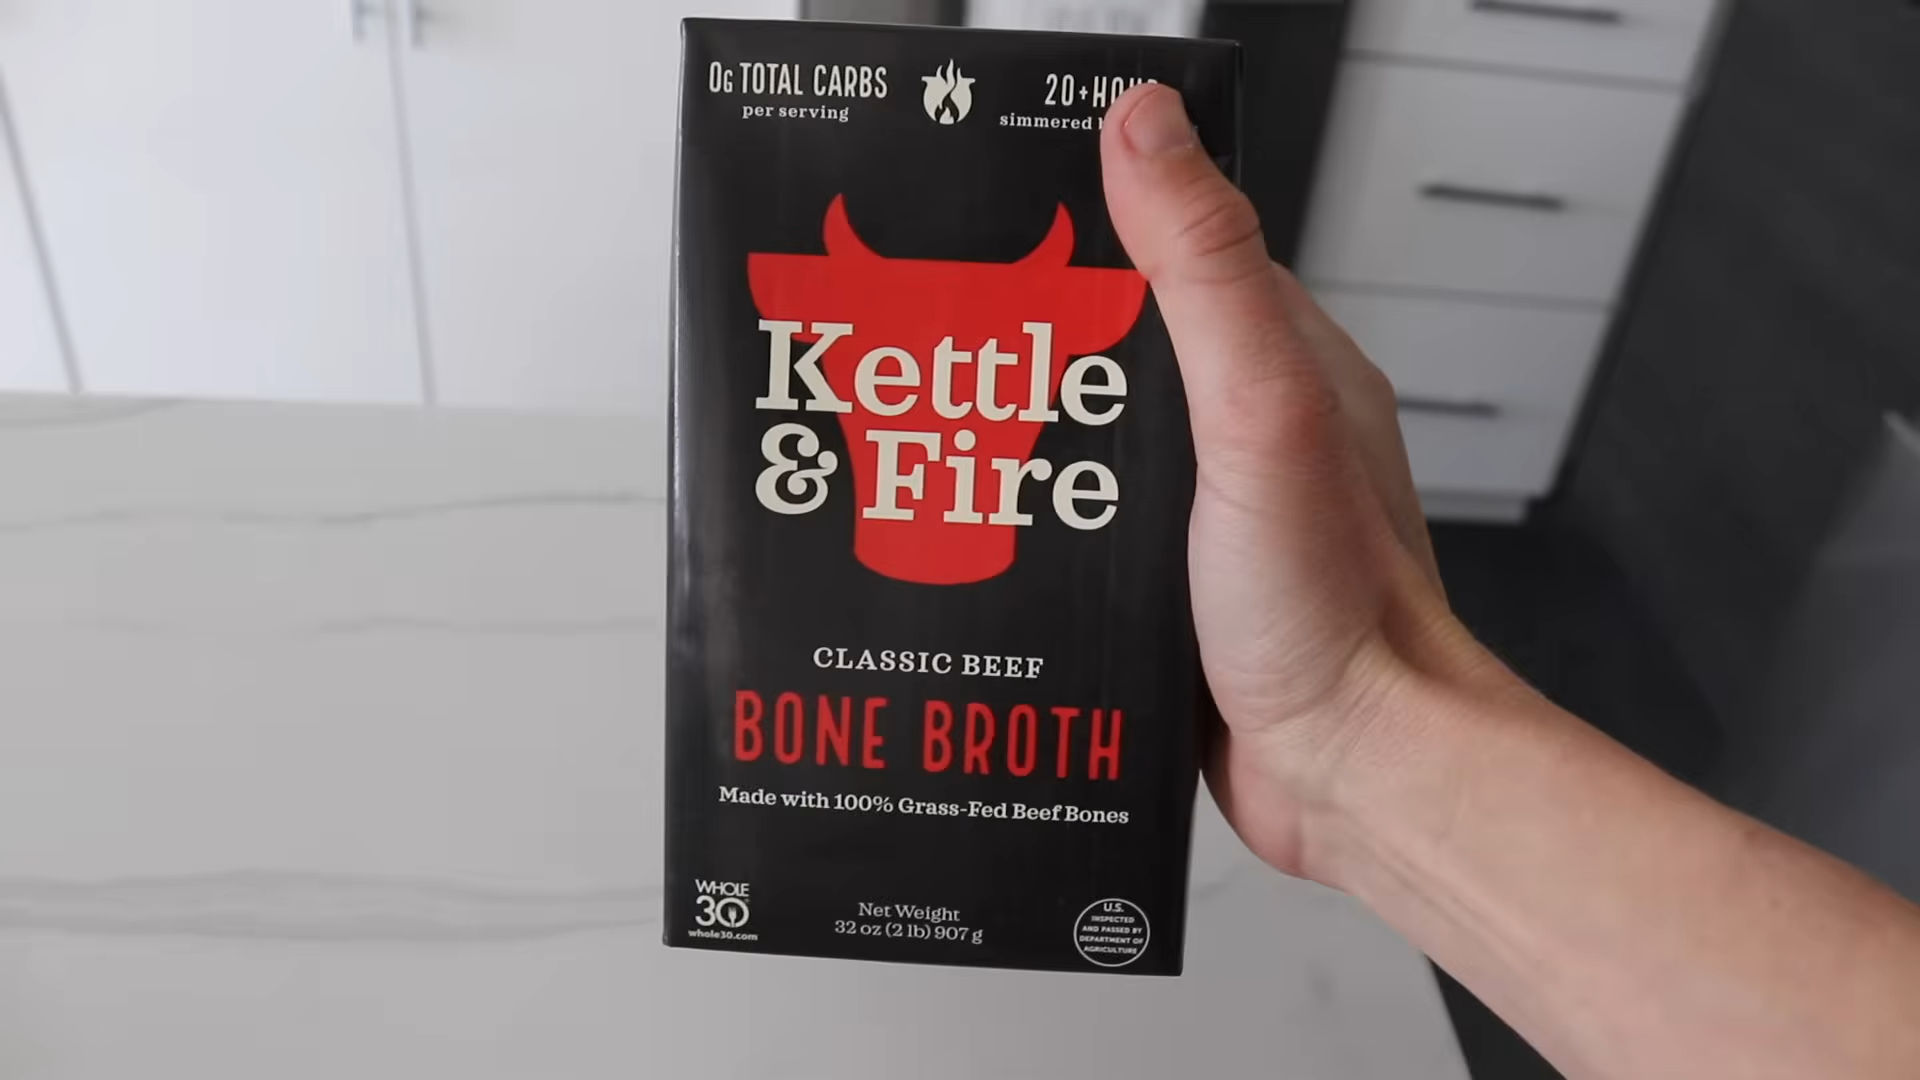 0G TOTAL CARBS
per serving
20+
simmered
Kettle
& Fire
CLASSIC BEEF
BONE BROTH
Made with 100% Grass-Fed Beef Bones
WHOLE
30
whole30.com
Net Weight
32 oz (2 lb) 907 g
U.S.
INSPECTED
AND PASSED BY
DEPARTMENT OF
AGRICULTURE